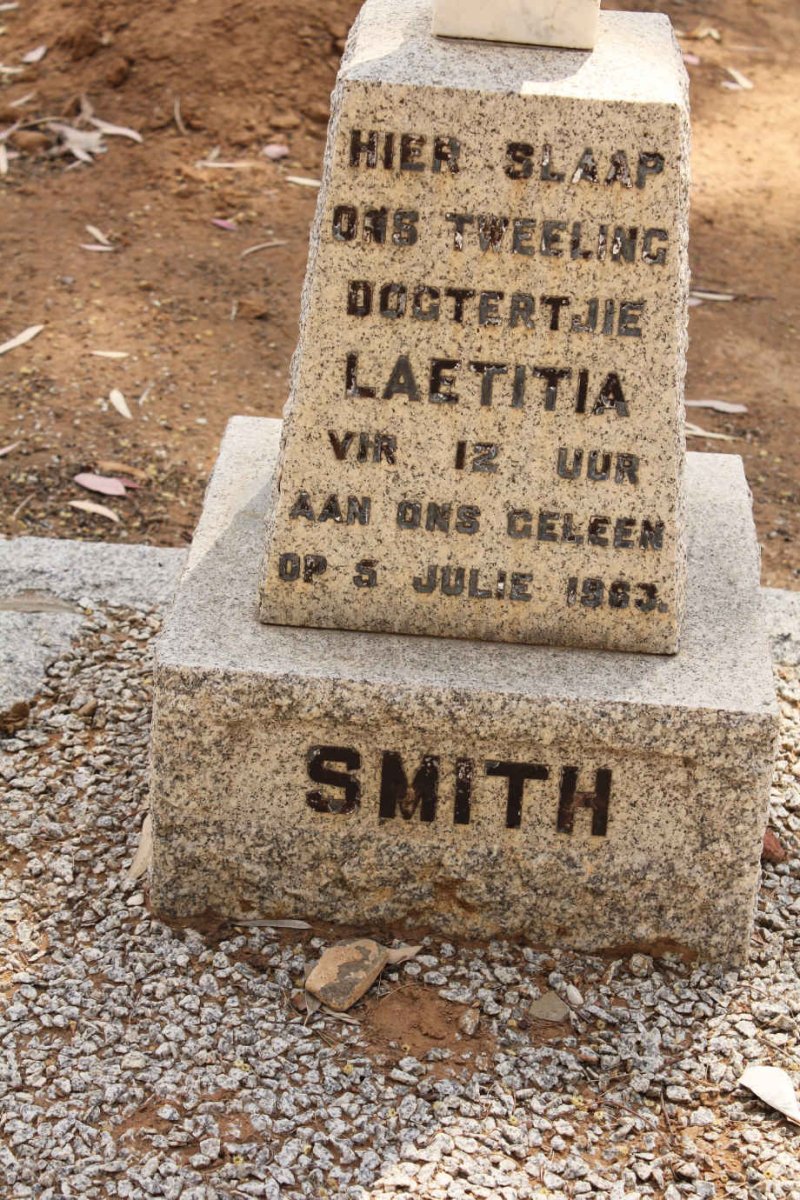 HIER SLAAP
ONS TWEELING
DOGTERTJIE
LAETITIA
VIR 12 UUR
AAN ONS GELEEN
OP 5 JULIE 1963.
SMITH